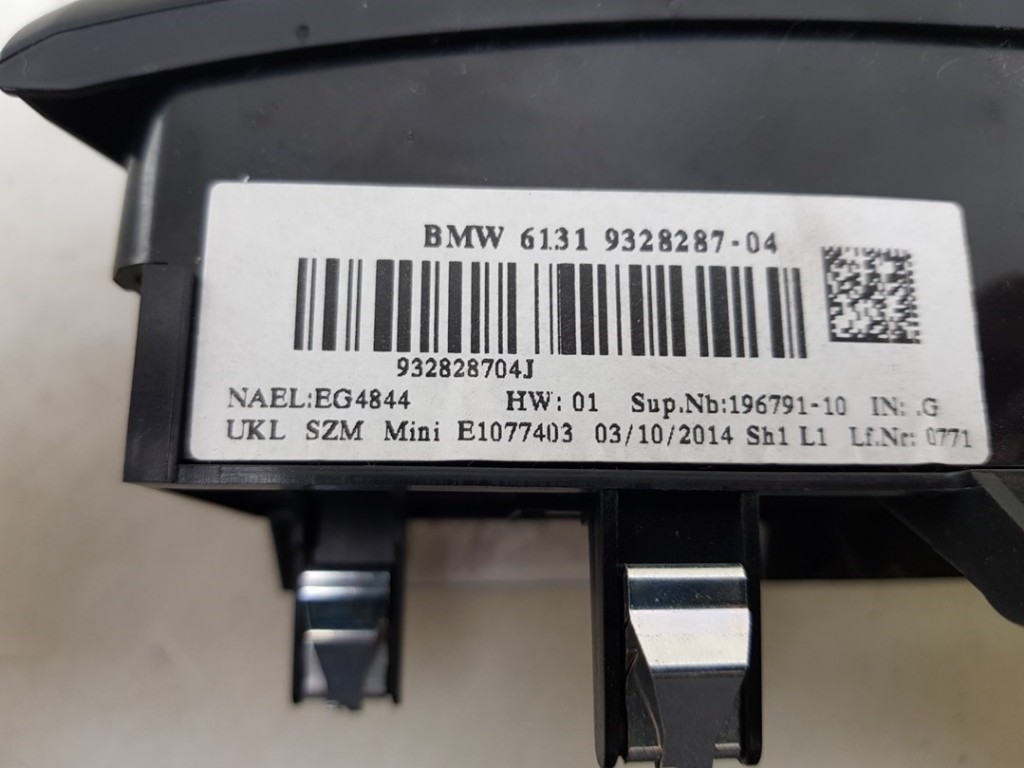 BMW 6131 9328287-04
932828704J
NAEL:EG4844 HW: 01 Sup.Nb:196791-10 IN: .G
UKL SZM Mini E1077403 03/10/2014 Sh1 L1 Lf.Nr: 0771